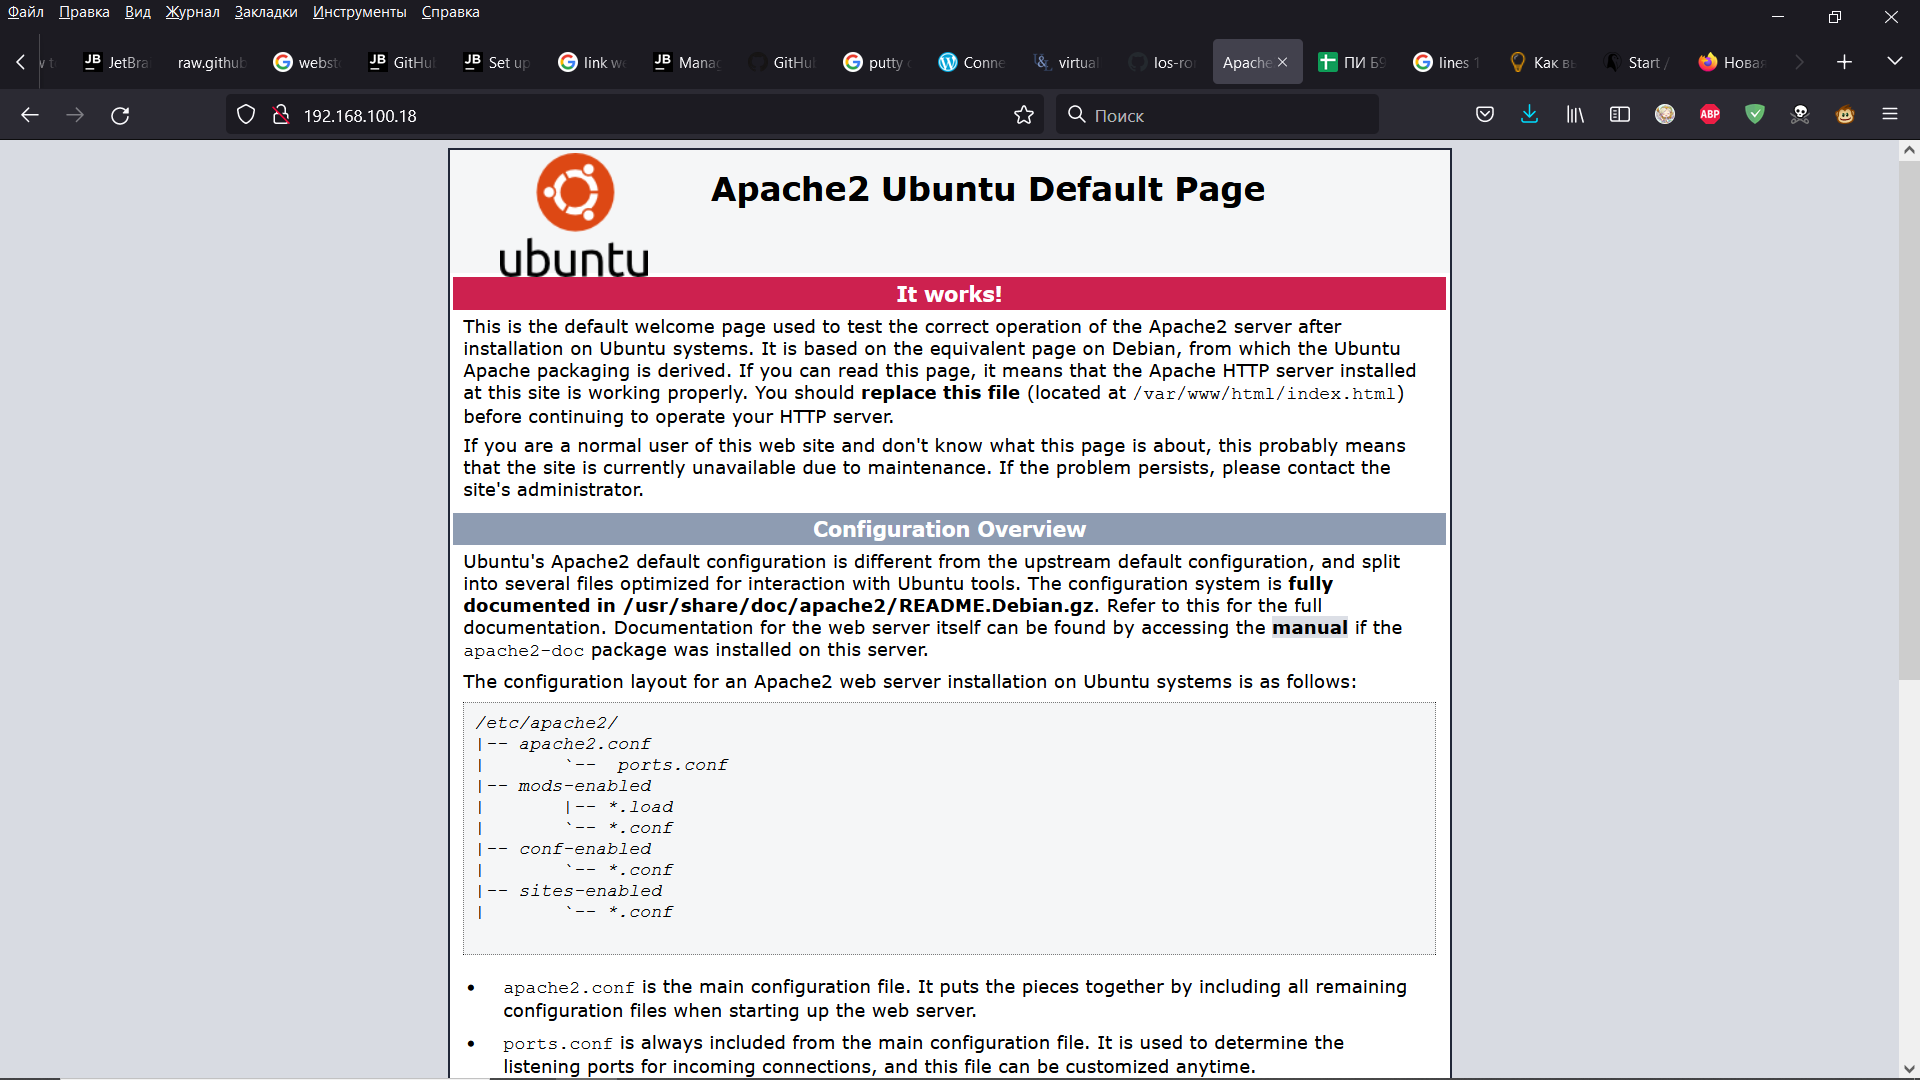 Файл Правка Вид Журнал Закладки Инструменты Справка
JetBra raw.github webst GitHu Set up link w Mana GitHu putty Conne virtual los-ro Apache ПИ Б9 lines 1 Как в Start / Нова
192.168.100.18 Поиск
ABP
ubuntu
Apache2 Ubuntu Default Page
It works!
This is the default welcome page used to test the correct operation of the Apache2 server after
installation on Ubuntu systems. It is based on the equivalent page on Debian, from which the Ubuntu
Apache packaging is derived. If you can read this page, it means that the Apache HTTP server installed
at this site is working properly. You should replace this file (located at /var/www/html/index.html)
before continuing to operate your HTTP server.
If you are a normal user of this web site and don't know what this page is about, this probably means
that the site is currently unavailable due to maintenance. If the problem persists, please contact the
site's administrator.
Configuration Overview
Ubuntu's Apache2 default configuration is different from the upstream default configuration, and split
into several files optimized for interaction with Ubuntu tools. The configuration system is fully
documented in /usr/share/doc/apache2/README.Debian.gz. Refer to this for the full
documentation. Documentation for the web server itself can be found by accessing the manual if the
apache2-doc package was installed on this server.
The configuration layout for an Apache2 web server installation on Ubuntu systems is as follows:
/etc/apache2/
|-- apache2.conf
|       `--  ports.conf
|-- mods-enabled
|       |-- *.load
|       `-- *.conf
|-- conf-enabled
|       `-- *.conf
|-- sites-enabled
|       `-- *.conf
• apache2.conf is the main configuration file. It puts the pieces together by including all remaining
configuration files when starting up the web server.
• ports.conf is always included from the main configuration file. It is used to determine the
listening ports for incoming connections, and this file can be customized anytime.